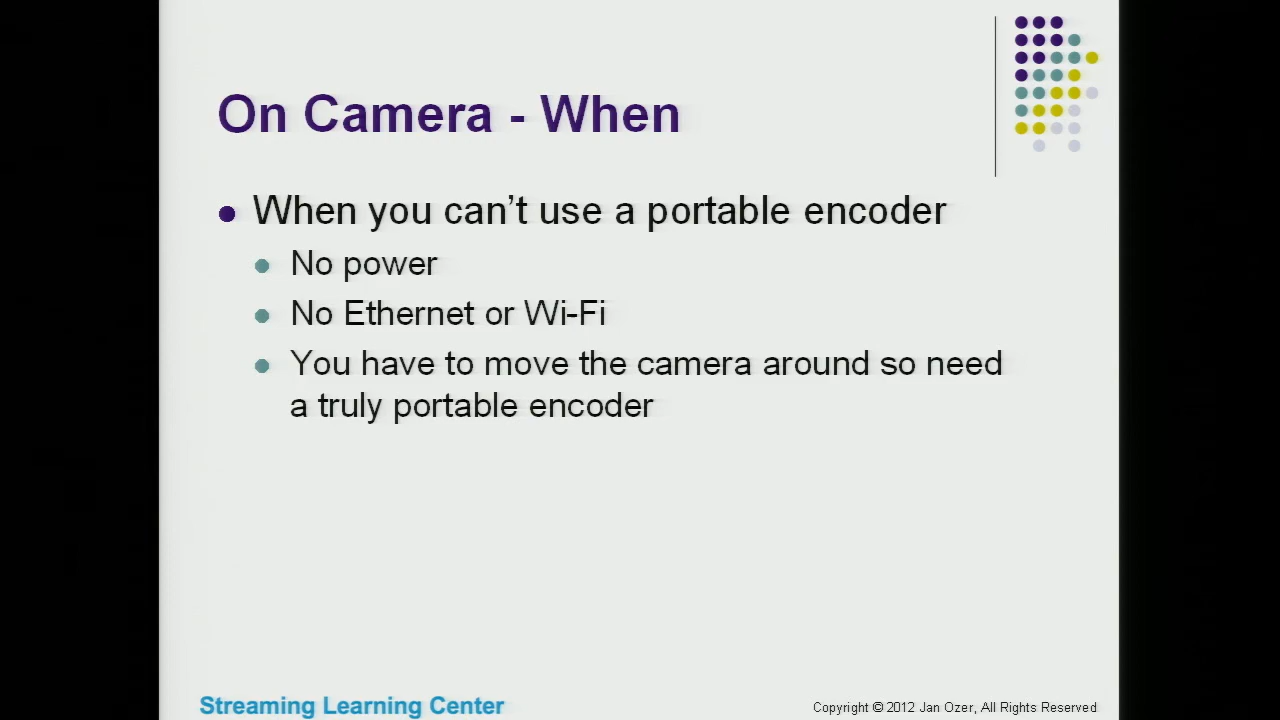 On Camera - When
When you can't use a portable encoder
No power
No Ethernet or Wi-Fi
You have to move the camera around so need
a truly portable encoder
Streaming Learning Center
Copyright © 2012 Jan Ozer, All Rights Reserved